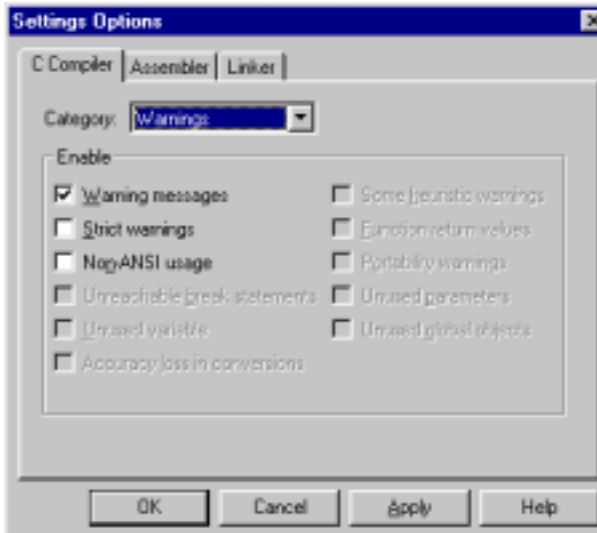 Settings Options
C Compiler Assembler Linker
Category: Warnings
Enable
Warning messages
Strict warnings
Non-ANSI usage
Unreachable break statements
Unused variable
Accuracy loss in conversions
Some heuristic warnings
Function return values
Portability warnings
Unused parameters
Unused global objects
OK Cancel Apply Help